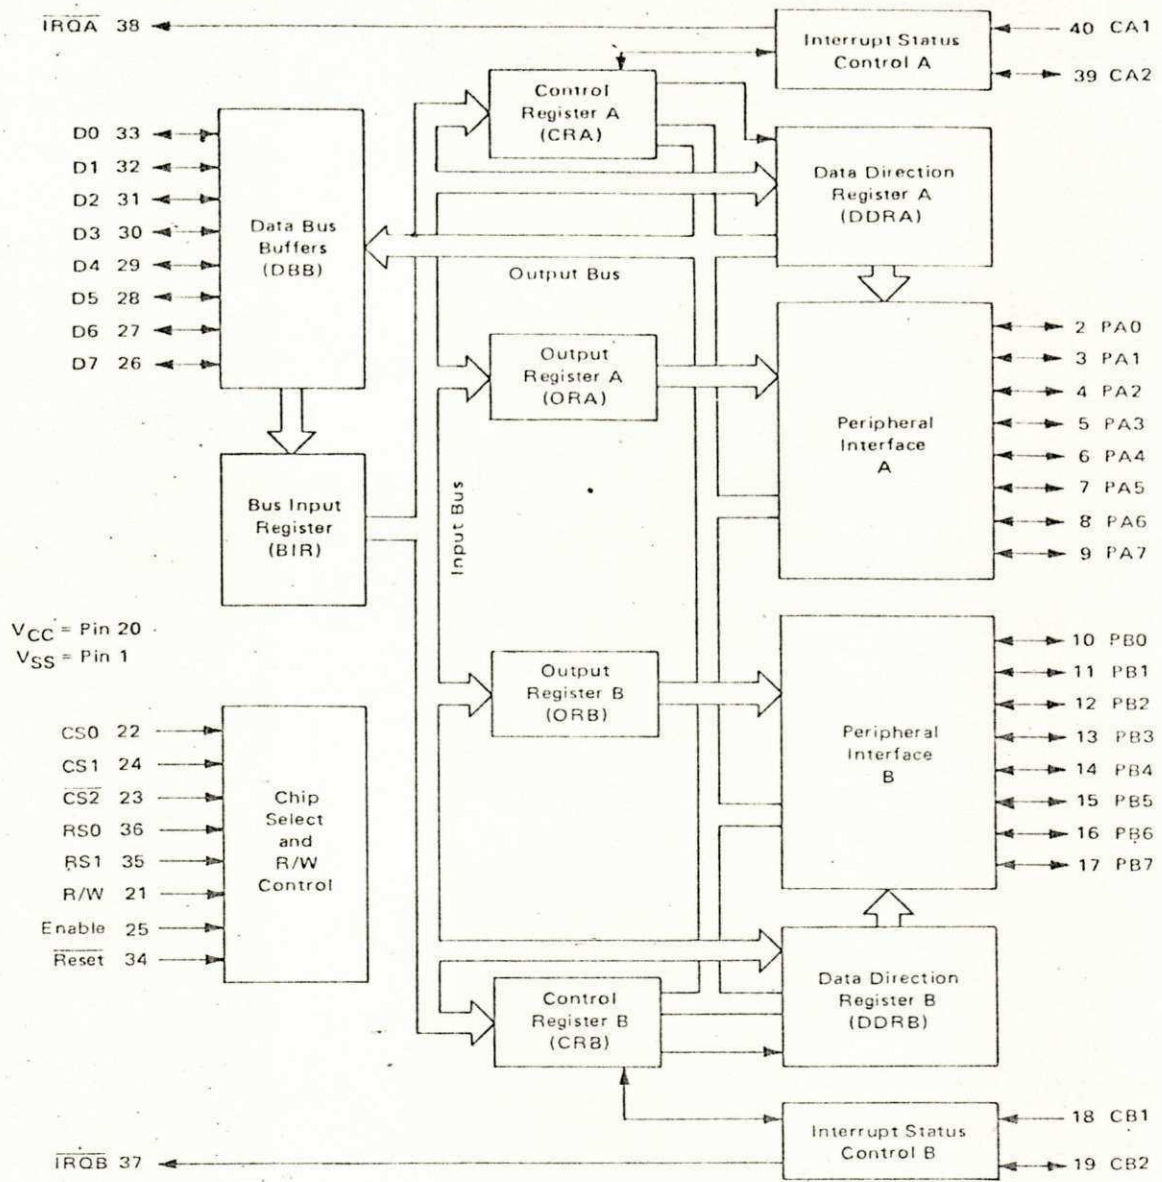 IRQA 38
Interrupt Status
Control A
40 CA1
39 CA2
Control
Register A
(CRA)
D0 33
D1 32
D2 31
D3 30
D4 29
D5 28
D6 27
D7 26
Data Bus
Buffers
(DBB)
Data Direction
Register A
(DDRA)
Output Bus
Output
Register A
(ORA)
Peripheral
Interface
A
2 PA0
3 PA1
4 PA2
5 PA3
6 PA4
7 PA5
8 PA6
9 PA7
Bus Input
Register
(BIR)
Input Bus
VCC = Pin 20
VSS = Pin 1
Output
Register B
(ORB)
Peripheral
Interface
B
10 PB0
11 PB1
12 PB2
13 PB3
14 PB4
15 PB5
16 PB6
17 PB7
CS0 22
CS1 24
CS2 23
RS0 36
RS1 35
R/W 21
Enable 25
Reset 34
Chip
Select
and
R/W
Control
Control
Register B
(CRB)
Data Direction
Register B
(DDRB)
Interrupt Status
Control B
18 CB1
19 CB2
IRQB 37